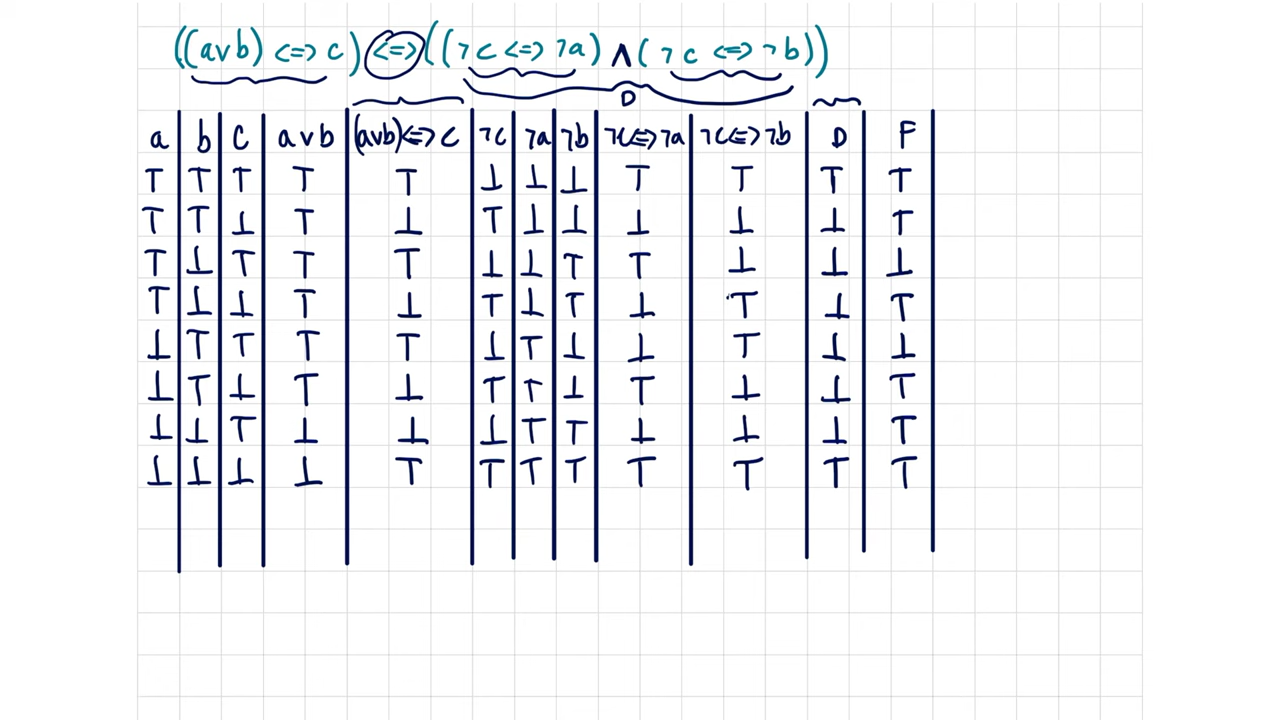 ((a∨b) <=> c) <=> ((¬c <=> ¬a) ∧ (¬c <=> ¬b))
D
a b c a∨b (a∨b)<=>c ¬c ¬a ¬b ¬c<=>¬a ¬c<=>¬b D F
T T T T T ⊥ ⊥ ⊥ T T T T
T T ⊥ T ⊥ T ⊥ ⊥ ⊥ ⊥ ⊥ T
T ⊥ T T T ⊥ ⊥ T T ⊥ ⊥ ⊥
T ⊥ ⊥ T ⊥ T ⊥ T ⊥ T ⊥ T
⊥ T T T T ⊥ T ⊥ ⊥ T ⊥ ⊥
⊥ T ⊥ T ⊥ T T ⊥ T ⊥ ⊥ T
⊥ ⊥ T ⊥ ⊥ ⊥ T T ⊥ ⊥ ⊥ T
⊥ ⊥ ⊥ ⊥ T T T T T T T T